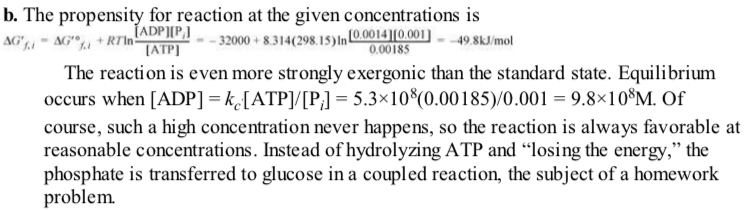 b. The propensity for reaction at the given concentrations is
ΔG'f,i = ΔG'°f,i + RTln [ADP][Pi] / [ATP] = – 32000 + 8.314(298.15)ln [0.0014][0.001] / 0.00185 = –49.8kJ/mol
The reaction is even more strongly exergonic than the standard state. Equilibrium
occurs when [ADP] = kc[ATP]/[Pi] = 5.3×10⁸(0.00185)/0.001 = 9.8×10⁸M. Of
course, such a high concentration never happens, so the reaction is always favorable at
reasonable concentrations. Instead of hydrolyzing ATP and “losing the energy,” the
phosphate is transferred to glucose in a coupled reaction, the subject of a homework
problem.